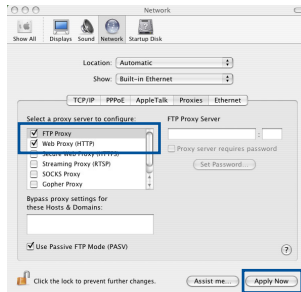 Network
Show All Displays Sound Network Startup Disk
Location: Automatic
Show: Built-in Ethernet
TCP/IP PPPoE AppleTalk Proxies Ethernet
Select a proxy server to configure: FTP Proxy Server
FTP Proxy
Web Proxy (HTTP)
Secure Web Proxy (HTTPS)
Streaming Proxy (RTSP)
SOCKS Proxy
Gopher Proxy
:
Proxy server requires password
Set Password...
Bypass proxy settings for
these Hosts & Domains:
Use Passive FTP Mode (PASV)
?
Click the lock to prevent further changes. Assist me... Apply Now